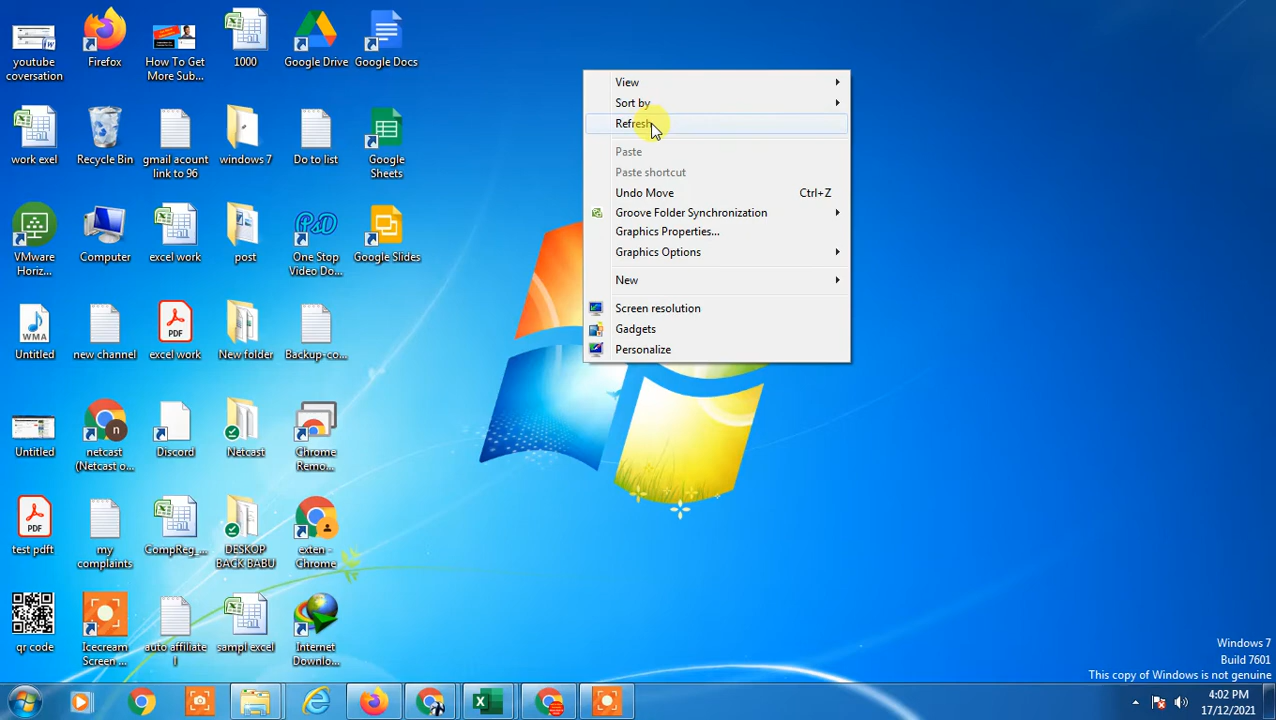 youtube
coversation
Firefox
How To Get
More Sub...
1000
Google Drive
Google Docs
work exel
Recycle Bin
gmail acount
link to 96
windows 7
Do to list
Google
Sheets
VMware
Horiz...
Computer
excel work
post
PSD
One Stop
Video Do...
Google Slides
WMA
Untitled
new channel
PDF
excel work
New folder
Backup-co...
Untitled
n
netcast
(Netcast o...
Discord
Netcast
Chrome
Remo...
PDF
test pdft
my
complaints
CompReg_...
DESKOP
BACK BABU
exten -
Chrome
qr code
Icecream
Screen ...
auto affiliate
l
sampl excel
Internet
Downlo...
View
Sort by
Refresh
Paste
Paste shortcut
Undo Move Ctrl+Z
Groove Folder Synchronization
Graphics Properties...
Graphics Options
New
Screen resolution
Gadgets
Personalize
Windows 7
Build 7601
This copy of Windows is not genuine
4:02 PM
17/12/2021